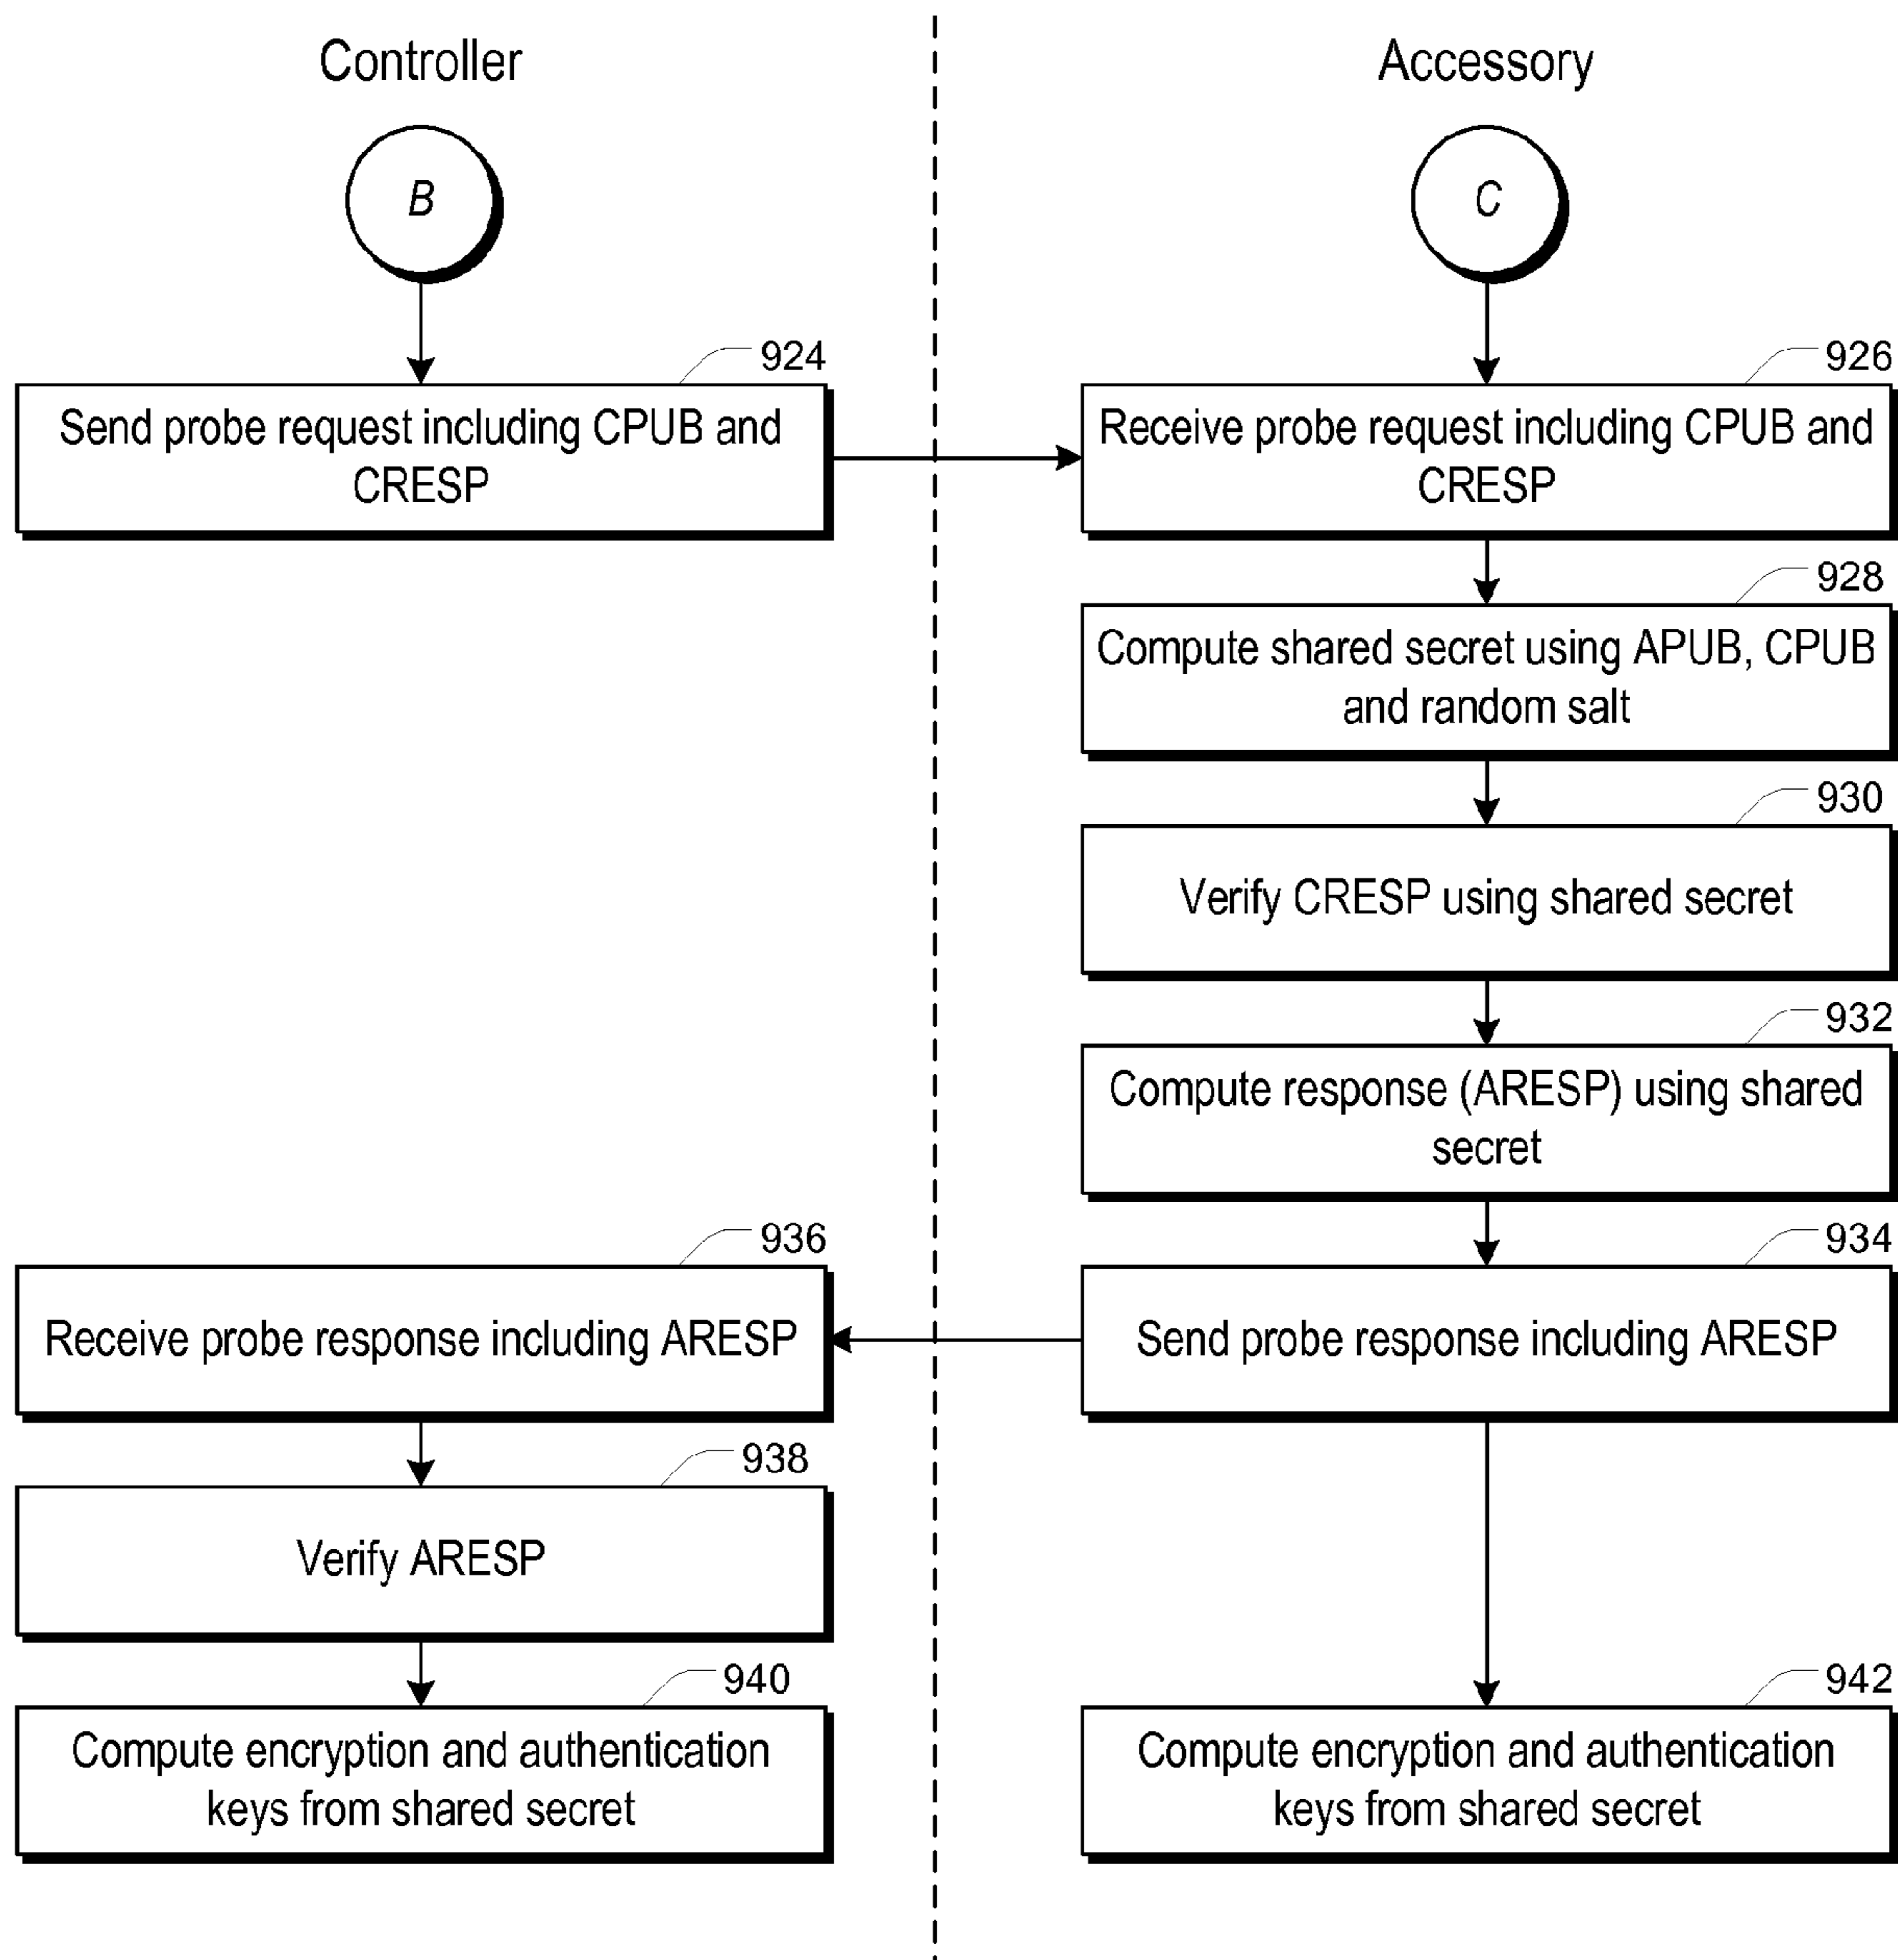 Controller
Accessory
B
C
924
926
Send probe request including CPUB and
CRESP
Receive probe request including CPUB and
CRESP
928
Compute shared secret using APUB, CPUB
and random salt
930
Verify CRESP using shared secret
932
Compute response (ARESP) using shared
secret
936
934
Receive probe response including ARESP
Send probe response including ARESP
938
Verify ARESP
940
942
Compute encryption and authentication
keys from shared secret
Compute encryption and authentication
keys from shared secret